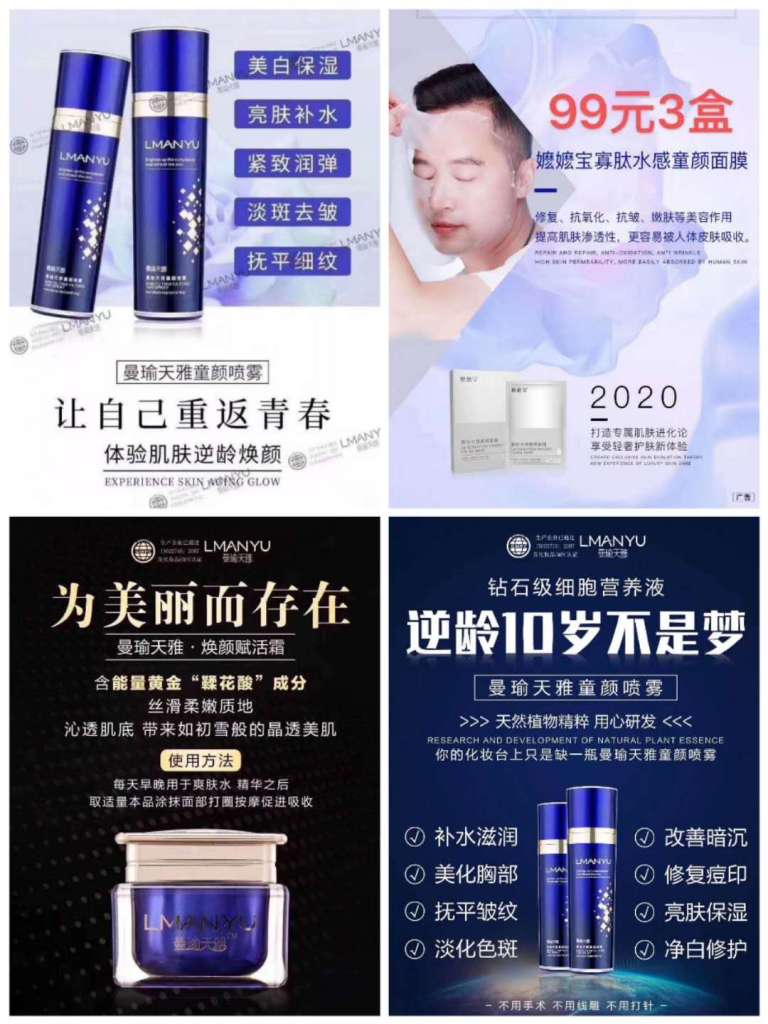 美白保湿
亮肤补水
紧致润弹
淡斑去皱
抚平细纹
LMANYU
LMANYU
曼瑜天雅童颜喷雾
让自己重返青春
体验肌肤逆龄焕颜
EXPERIENCE SKIN AGING GLOW
99元3盒
嬷嬷宝寡肽水感童颜面膜
修复、抗氧化、抗皱、嫩肤等美容作用
提高肌肤渗透性，更容易被人体皮肤吸收。
REPAIR AND REPAIR, ANTI-OXIDATION, ANTI WRINKLE
HIGH SKIN PERMEABILITY, MORE EASILY ABSORBED BY HUMAN SKIN
2020
打造专属肌肤进化论
享受轻奢护肤新体验
CREATE EXCLUSIVE SKIN EVOLUTION THEORY
NEW EXPERIENCE OF LUXURY SKIN CARE
广告
LMANYU
曼瑜天雅
为美丽而存在
曼瑜天雅·焕颜赋活霜
含能量黄金“鞣花酸”成分
丝滑柔嫩质地
沁透肌底 带来如初雪般的晶透美肌
使用方法
每天早晚用于爽肤水 精华之后
取适量本品涂抹面部打圈按摩促进吸收
LMANYU
曼瑜天雅
LMANYU
曼瑜天雅
钻石级细胞营养液
逆龄10岁不是梦
曼瑜天雅童颜喷雾
>>> 天然植物精粹 用心研发 <<<
RESEARCH AND DEVELOPMENT OF NATURAL PLANT ESSENCE
你的化妆台上只是缺一瓶曼瑜天雅童颜喷雾
补水滋润
美化胸部
抚平皱纹
淡化色斑
LMANYU
改善暗沉
修复痘印
亮肤保湿
净白修护
- 不用手术 不用线雕 不用打针 -